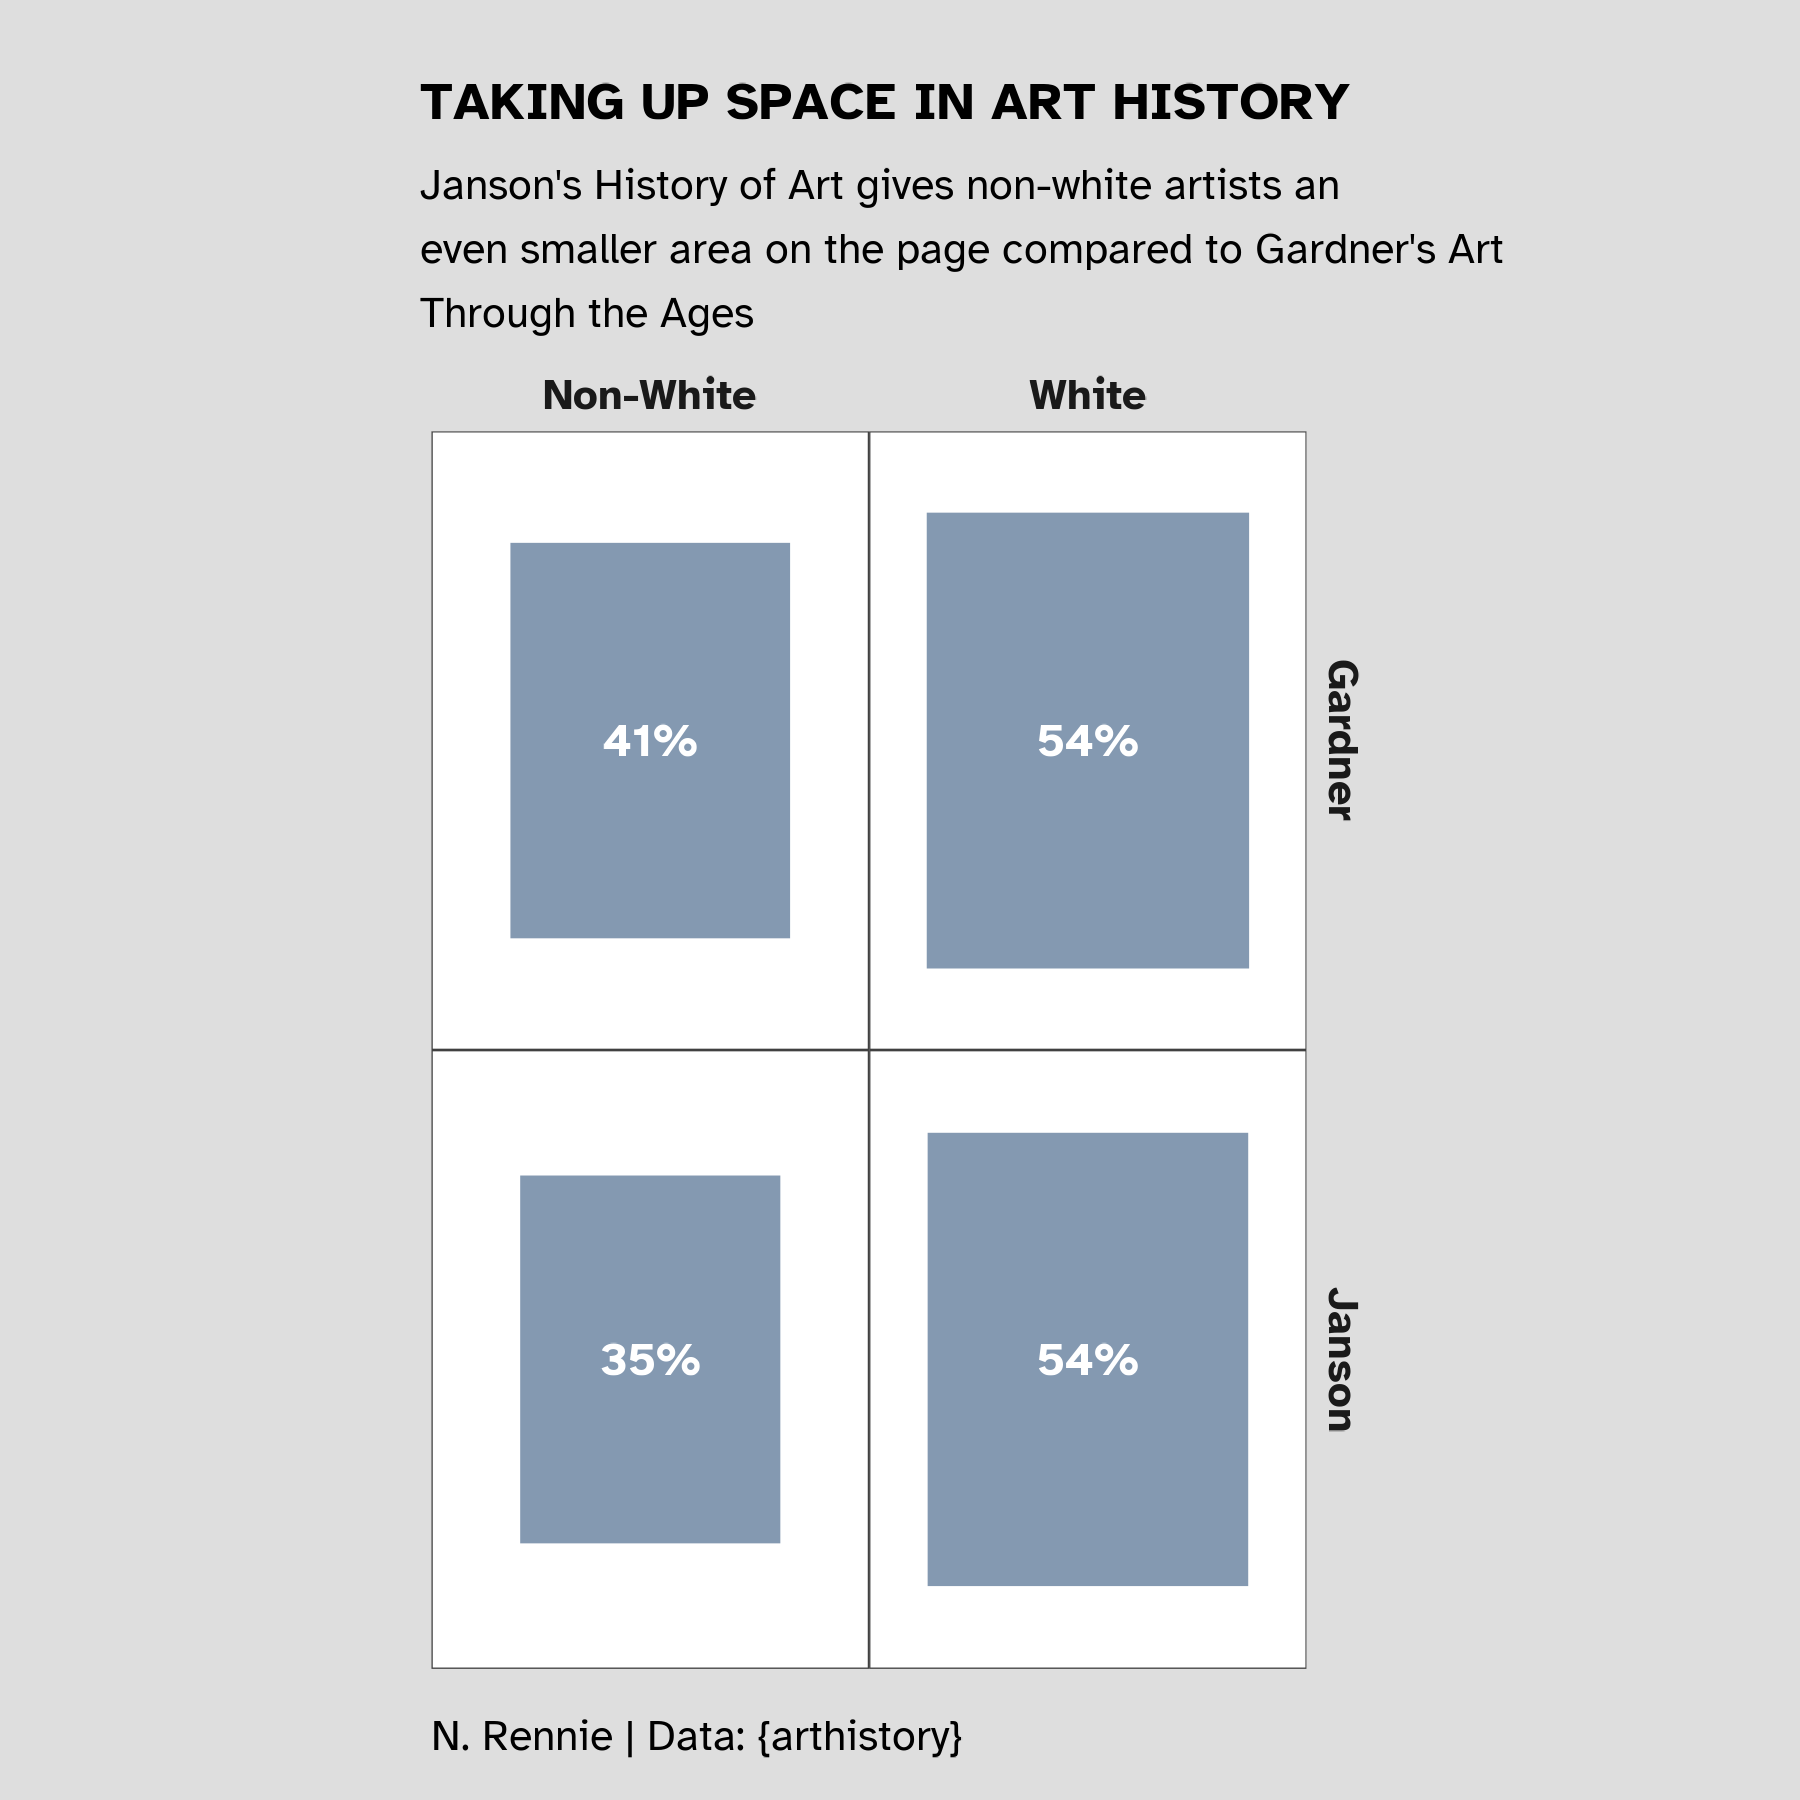 TAKING UP SPACE IN ART HISTORY
Janson's History of Art gives non-white artists an
even smaller area on the page compared to Gardner's Art
Through the Ages
Non-White
White
41%
54%
Gardner
35%
54%
Janson
N. Rennie | Data: {arthistory}